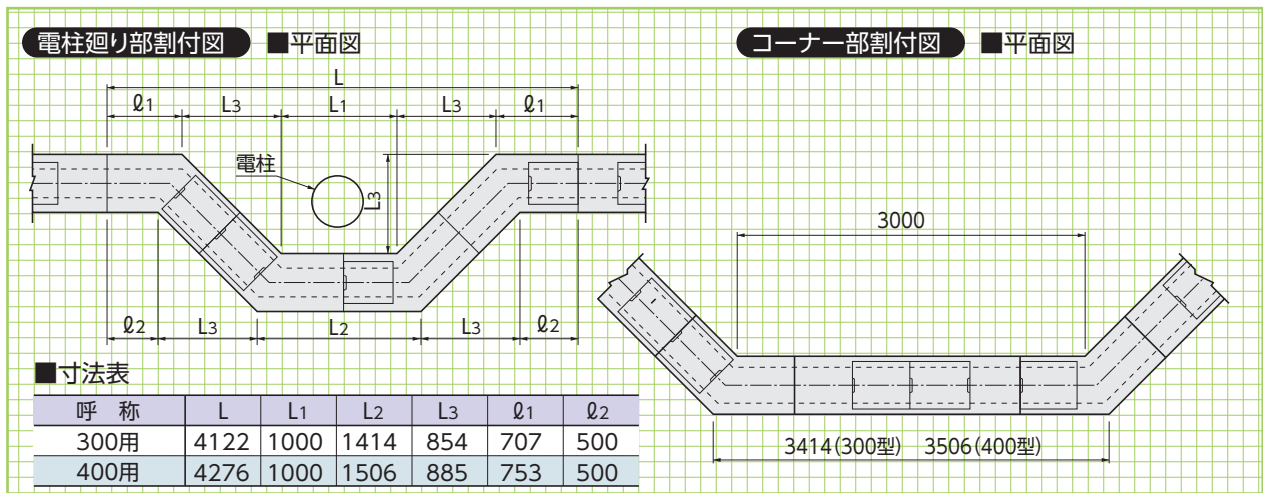 電柱廻り部割付図 ■平面図
L
ℓ1 L3 L1 L3 ℓ1
電柱
L3
ℓ2 L3 L2 L3 ℓ2
■寸法表
呼 称 L L1 L2 L3 ℓ1 ℓ2
300用 4122 1000 1414 854 707 500
400用 4276 1000 1506 885 753 500
コーナー部割付図 ■平面図
3000
3414(300型) 3506(400型)